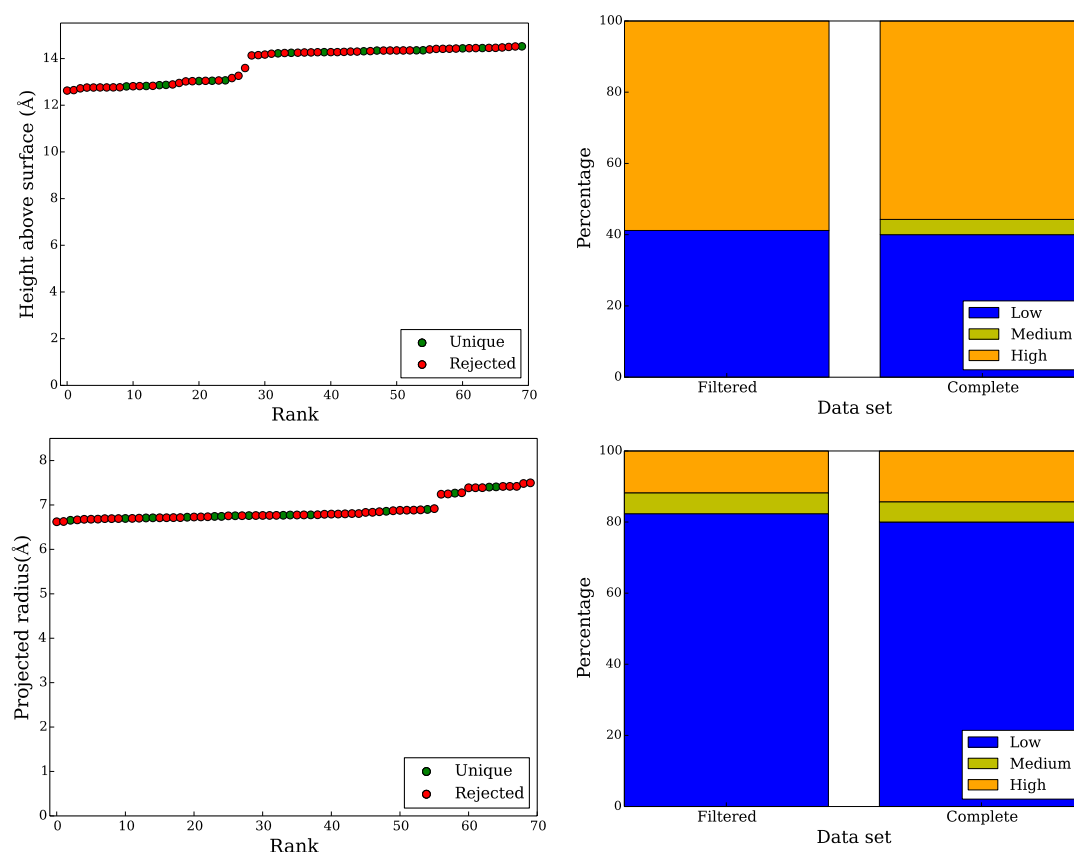 14
12
10
8
6
4
2
0
Height above surface (Å)
Unique
Rejected
0 10 20 30 40 50 60 70
Rank
100
80
60
40
20
0
Percentage
Low
Medium
High
Filtered Complete
Data set
8
7
6
5
4
3
2
1
0
Projected radius(Å)
Unique
Rejected
0 10 20 30 40 50 60 70
Rank
100
80
60
40
20
0
Percentage
Low
Medium
High
Filtered Complete
Data set